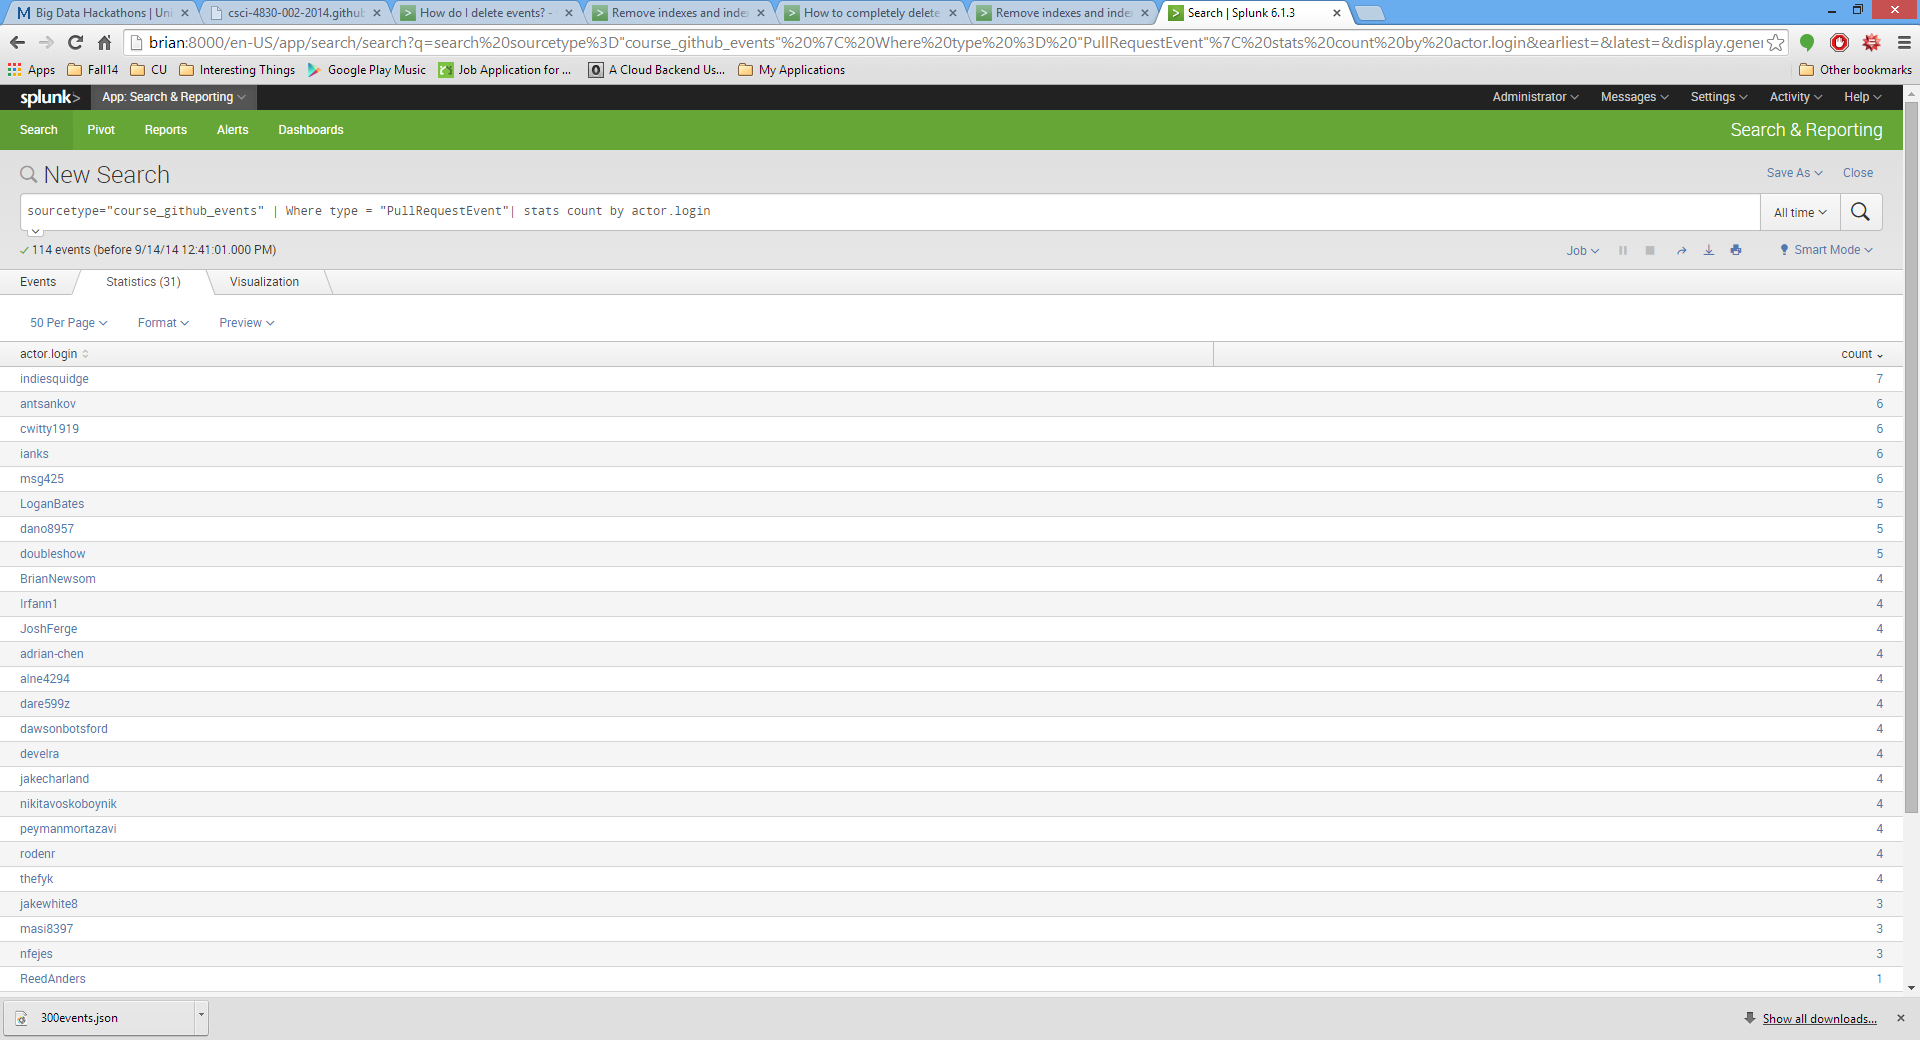 Big Data Hackathons | Uni
csci-4830-002-2014.github
How do I delete events? -
Remove indexes and inde
How to completely delete
Remove indexes and inde
Search | Splunk 6.1.3
brian:8000/en-US/app/search/search?q=search%20sourcetype%3D"course_github_events"%20%7C%20Where%20type%20%3D%20"PullRequestEvent"%7C%20stats%20count%20by%20actor.login&earliest=&latest=&display.gener
Apps Fall14 CU Interesting Things Google Play Music Job Application for ... A Cloud Backend Us... My Applications Other bookmarks
splunk> App: Search & Reporting Administrator Messages Settings Activity Help
Search Pivot Reports Alerts Dashboards Search & Reporting
New Search Save As Close
sourcetype="course_github_events" | Where type = "PullRequestEvent"| stats count by actor.login All time
114 events (before 9/14/14 12:41:01.000 PM) Job Smart Mode
Events Statistics (31) Visualization
50 Per Page Format Preview
actor.login count
indiesquidge 7
antsankov 6
cwitty1919 6
ianks 6
msg425 6
LoganBates 5
dano8957 5
doubleshow 5
BrianNewsom 4
Irfann1 4
JoshFerge 4
adrian-chen 4
alne4294 4
dare599z 4
dawsonbotsford 4
develra 4
jakecharland 4
nikitavoskoboynik 4
peymanmortazavi 4
rodenr 4
thefyk 4
jakewhite8 3
masi8397 3
nfejes 3
ReedAnders 1
300events.json Show all downloads...